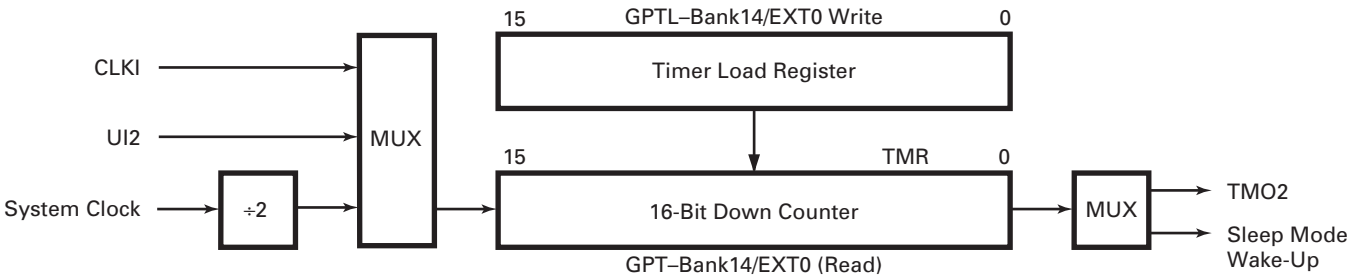 15 GPTL–Bank14/EXT0 Write 0
CLKI
Timer Load Register
UI2
MUX
15 TMR 0
System Clock
÷2
16-Bit Down Counter
MUX
TMO2
Sleep Mode
Wake-Up
GPT–Bank14/EXT0 (Read)